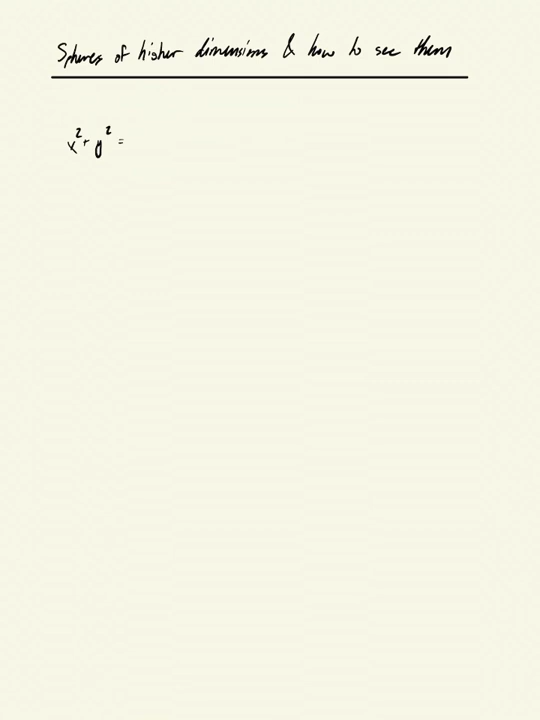 Spheres of higher dimensions & how to see them
x² + y² =